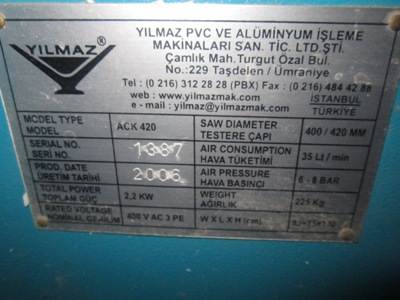 YILMAZ
YILMAZ PVC VE ALÜMİNYUM İŞLEME
MAKİNALARI SAN. TİC. LTD.ŞTİ.
Çamlık Mah.Turgut Özal Bul.
No.:229 Taşdelen / Ümraniye
Tel : (0 216) 312 28 28 (PBX) Fax : (0 216) 484 42 88
web : www.yilmazmak.com
e - mail : yilmaz@yilmazmak.com
İSTANBUL
TÜRKİYE
MODEL TYPE
MODEL
ACK 420
SAW DIAMETER
TESTERE ÇAPI
400 / 420 MM
SERIAL NO.
SERİ NO
1387
AIR CONSUMPTION
HAVA TÜKETİMİ
35 Lt / min
PROD. DATE
ÜRETİM TARİHİ
2006
AIR PRESSURE
HAVA BASINCI
6 - 8 BAR
TOTAL POWER
TOPLAM GÜÇ
2,2 KW
WEIGHT
AĞIRLIK
225 Kg
RATED VOLTAGE
NOMİNAL GERİLİM
400 V AC 3 PE
W X L X H (cm)